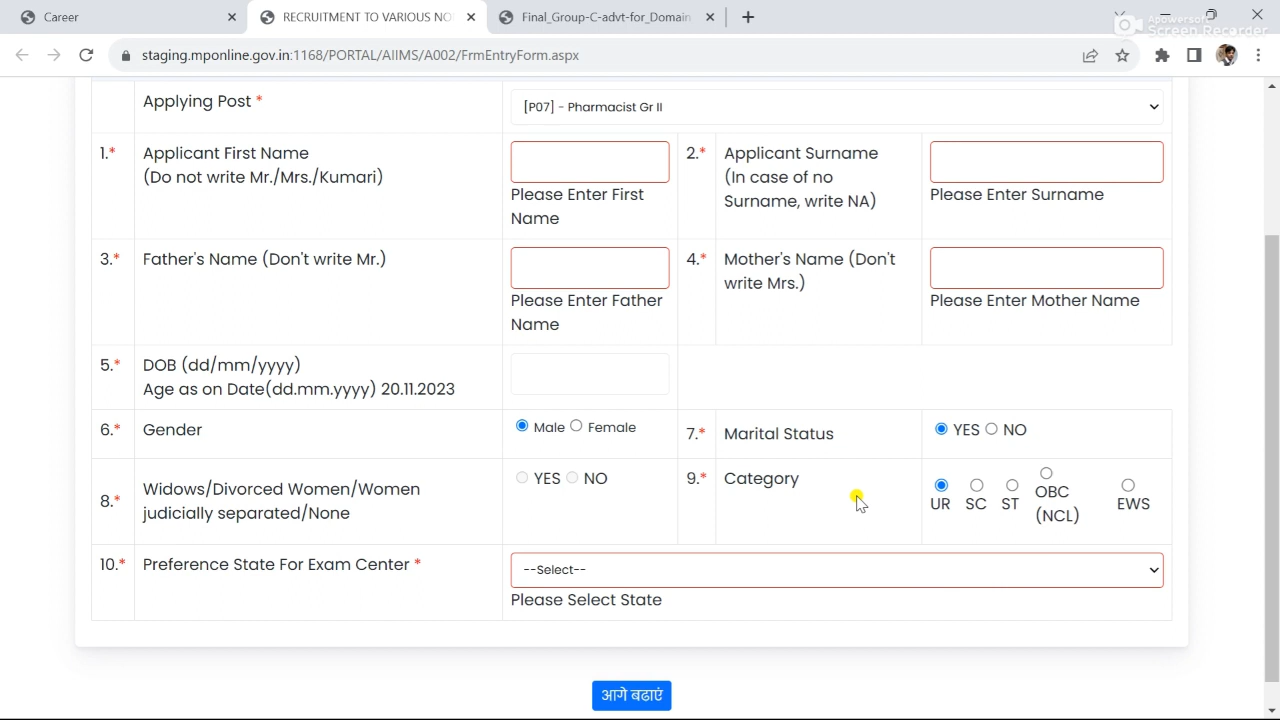 Career
RECRUITMENT TO VARIOUS NO
Final_Group-C-advt-for_Domain
Apowersoft
Screen Recorder
staging.mponline.gov.in:1168/PORTAL/AIIMS/A002/FrmEntryForm.aspx
Applying Post *
[P07] - Pharmacist Gr II
1.*
Applicant First Name
(Do not write Mr./Mrs./Kumari)
Please Enter First
Name
2.*
Applicant Surname
(In case of no
Surname, write NA)
Please Enter Surname
3.*
Father's Name (Don't write Mr.)
Please Enter Father
Name
4.*
Mother's Name (Don't
write Mrs.)
Please Enter Mother Name
5.*
DOB (dd/mm/yyyy)
Age as on Date(dd.mm.yyyy) 20.11.2023
6.*
Gender
Male Female
7.*
Marital Status
YES NO
8.*
Widows/Divorced Women/Women
judicially separated/None
YES NO
9.*
Category
UR SC ST OBC
(NCL) EWS
10.*
Preference State For Exam Center *
--Select--
Please Select State
आगे बढाएं